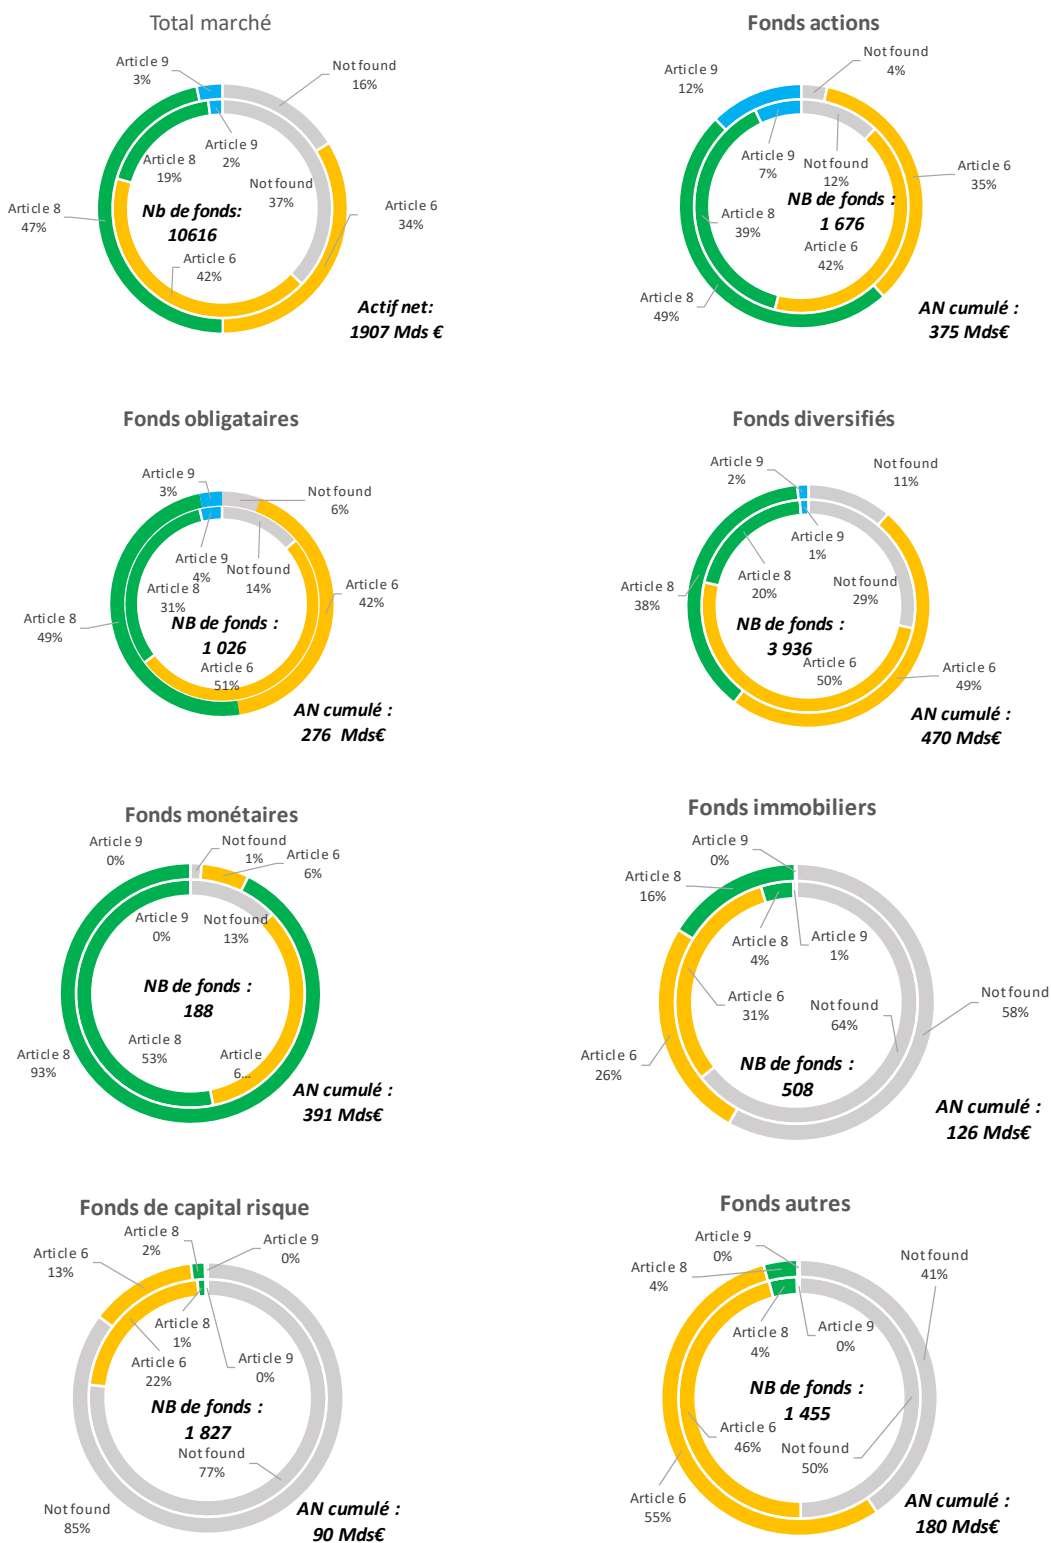 Total marché
Article 9
3%
Not found
16%
Article 9
2%
Article 8
19%
Not found
37%
Article 8
47%
Nb de fonds:
10616
Article 6
34%
Article 6
42%
Actif net:
1907 Mds €
Fonds actions
Not found
4%
Article 9
12%
Article 9
7%
Not found
12%
Article 6
35%
NB de fonds :
1 676
Article 8
39%
Article 6
42%
Article 8
49%
AN cumulé :
375 Mds€
Fonds obligataires
Article 9
3%
Not found
6%
Article 9
4%
Not found
14%
Article 8
31%
Article 6
42%
Article 8
49%
NB de fonds :
1 026
Article 6
51%
AN cumulé :
276 Mds€
Fonds diversifiés
Article 9
2%
Not found
11%
Article 9
1%
Article 8
20%
Not found
29%
Article 8
38%
NB de fonds :
3 936
Article 6
50%
Article 6
49%
AN cumulé :
470 Mds€
Fonds monétaires
Article 9
0%
Not found
1%
Article 6
6%
Article 9
0%
Not found
13%
NB de fonds :
188
Article 8
53%
Article
6...
Article 8
93%
AN cumulé :
391 Mds€
Fonds immobiliers
Article 9
0%
Article 8
16%
Article 8
4%
Article 9
1%
Article 6
31%
Not found
64%
Not found
58%
Article 6
26%
NB de fonds :
508
AN cumulé :
126 Mds€
Fonds de capital risque
Article 8
2%
Article 9
0%
Article 6
13%
Article 8
1%
Article 9
0%
Article 6
22%
NB de fonds :
1 827
Not found
77%
Not found
85%
AN cumulé :
90 Mds€
Fonds autres
Article 9
0%
Not found
41%
Article 8
4%
Article 8
4%
Article 9
0%
NB de fonds :
1 455
Article 6
46%
Not found
50%
Article 6
55%
AN cumulé :
180 Mds€